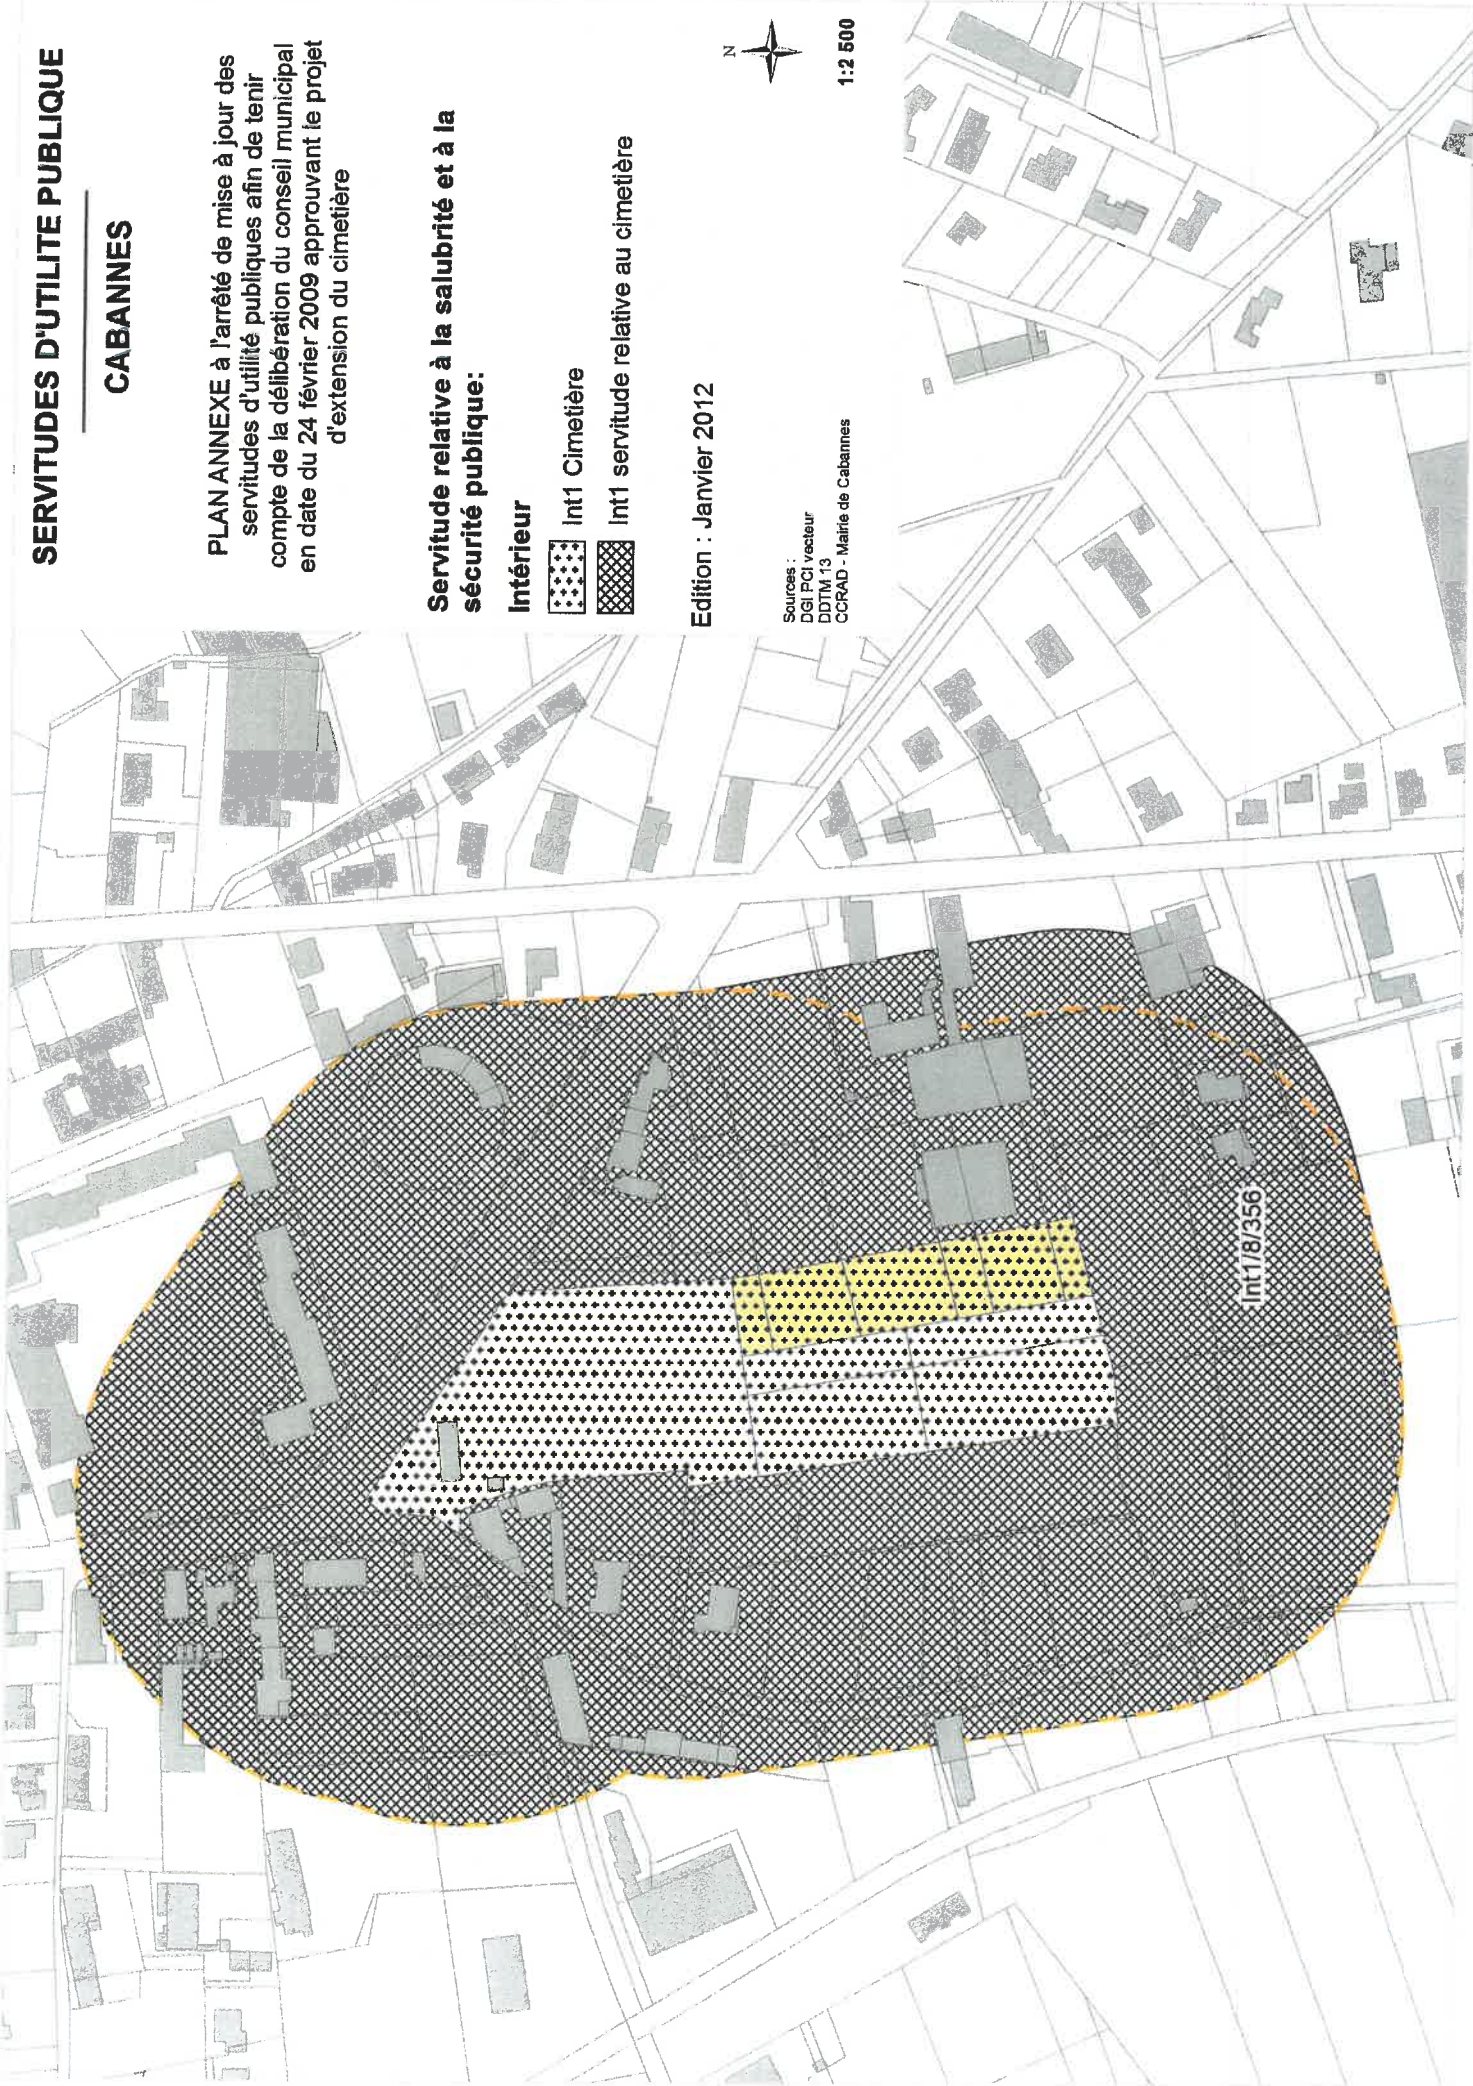 SERVITUDES D'UTILITE PUBLIQUE
CABANNES
PLAN ANNEXE à l'arrêté de mise à jour des
servitudes d'utilité publiques afin de tenir
compte de la délibération du conseil municipal
en date du 24 février 2009 approuvant le projet
d'extension du cimetière
Servitude relative à la salubrité et à la
sécurité publique:
Intérieur
Int1 Cimetière
Int1 servitude relative au cimetière
Edition : Janvier 2012
N
Sources :
DGI PCI vecteur
DDTM 13
CCRAD - Mairie de Cabannes
1:2 500
Int1/8/356